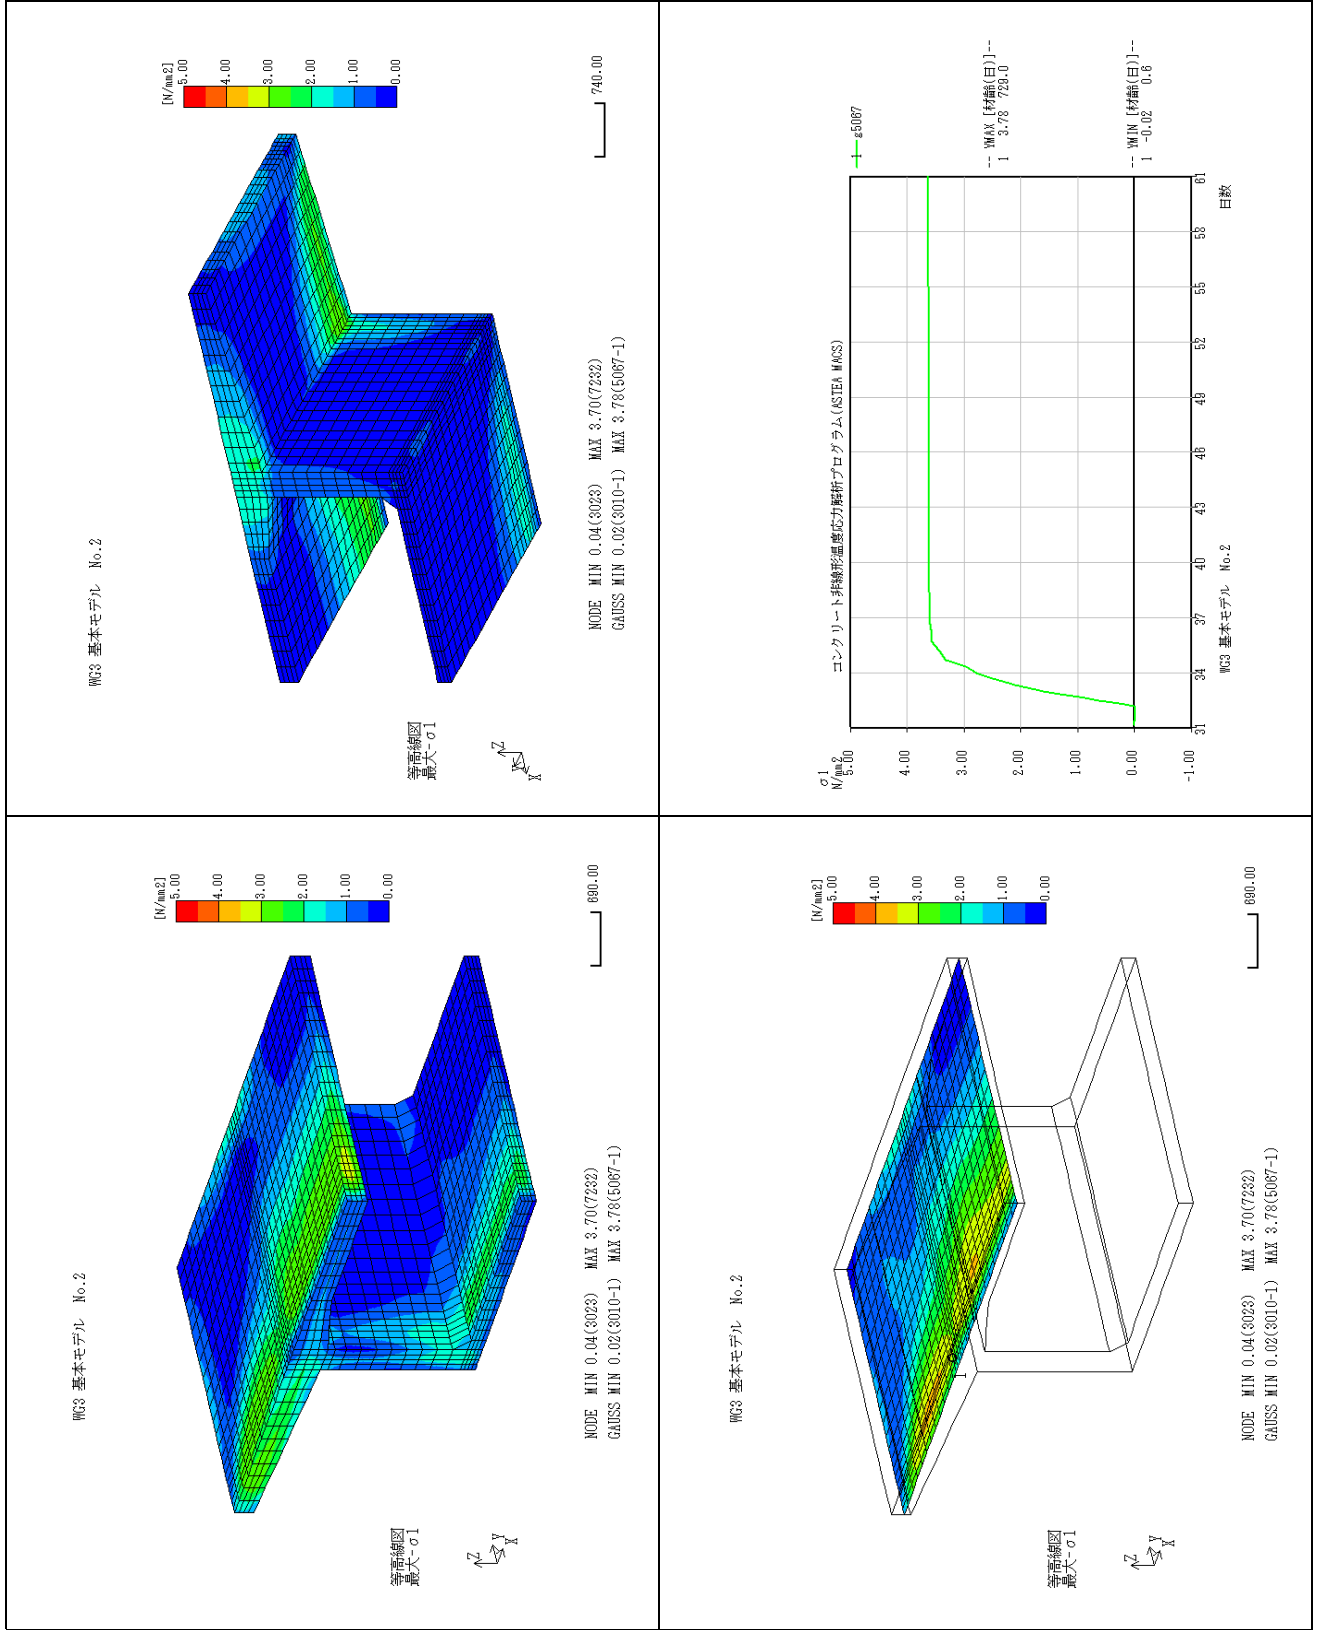 WG3 基本モデル No.2
[N/mm2]
5.00
4.00
3.00
2.00
1.00
0.00
等高線図
最大-σ1
Z
Y
X
NODE MIN 0.04(3023) MAX 3.70(7232)
GAUSS MIN 0.02(3010-1) MAX 3.78(5067-1)
740.00
コンクリート非線形温度応力解析プログラム(ASTEA MACS)
σ1
N/mm2
5.00
4.00
3.00
2.00
1.00
0.00
-1.00
31
34
37
40
43
46
49
52
55
58
61
日数
1 g5067
-- YMAX [材齢(日)]--
1 3.78 729.0
-- YMIN [材齢(日)]--
1 -0.02 0.6
WG3 基本モデル No.2
WG3 基本モデル No.2
[N/mm2]
5.00
4.00
3.00
2.00
1.00
0.00
等高線図
最大-σ1
Z
Y
X
NODE MIN 0.04(3023) MAX 3.70(7232)
GAUSS MIN 0.02(3010-1) MAX 3.78(5067-1)
690.00
WG3 基本モデル No.2
[N/mm2]
5.00
4.00
3.00
2.00
1.00
0.00
1
等高線図
最大-σ1
Z
Y
X
NODE MIN 0.04(3023) MAX 3.70(7232)
GAUSS MIN 0.02(3010-1) MAX 3.78(5067-1)
690.00